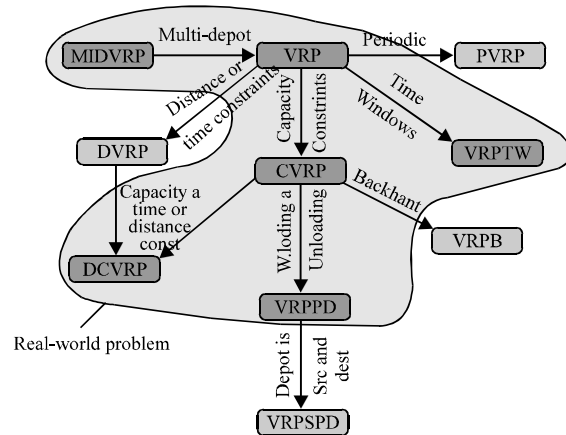 Multi-depot
Periodic
MIDVRP
VRP
PVRP
Distance or
time constraints
Capacity
Constrints
Time
Windows
DVRP
VRPTW
CVRP
Capacity a
time or
distance
const
Backhant
W.loding a
Unloading
VRPB
DCVRP
VRPPD
Real-world problem
Depot is
Src and
dest
VRPSPD